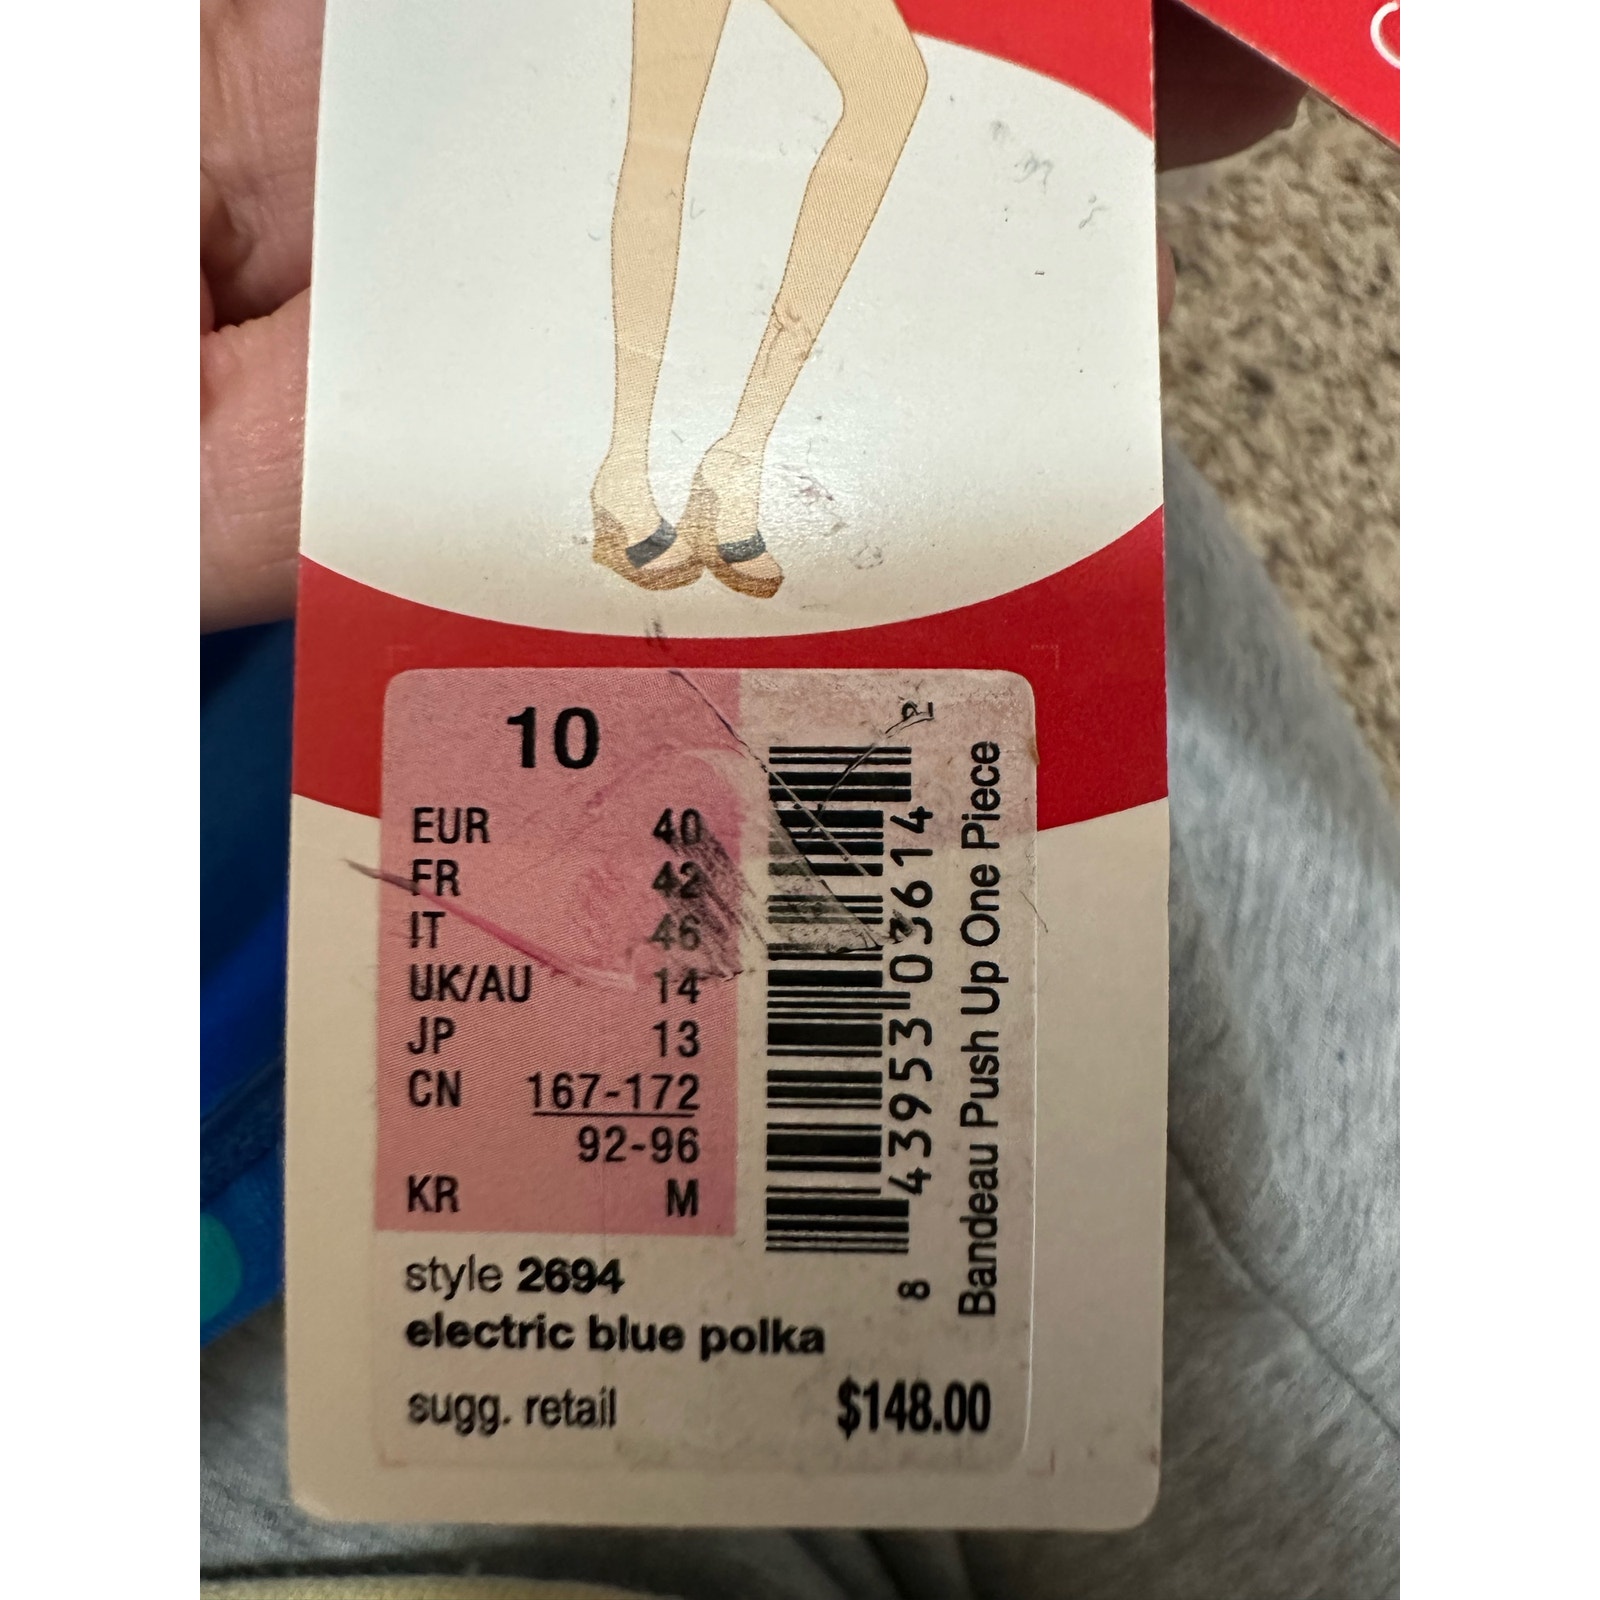 10
EUR 40
FR 42
IT 46
UK/AU 14
JP 13
CN 167-172
92-96
KR M
8 43953 03614 2
Bandeau Push Up One Piece
style 2694
electric blue polka
sugg. retail $148.00